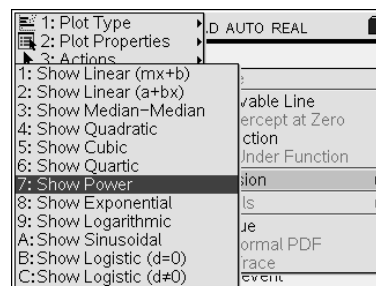 1: Plot Type
2: Plot Properties
3: Actions
AUTO REAL
1: Show Linear (mx+b)
2: Show Linear (a+bx)
3: Show Median-Median
4: Show Quadratic
5: Show Cubic
6: Show Quartic
7: Show Power
8: Show Exponential
9: Show Logarithmic
A: Show Sinusoidal
B: Show Logistic (d=0)
C: Show Logistic (d≠0)
vable Line
ercept at Zero
ction
Under Function
sion
ls
ue
ormal PDF
race